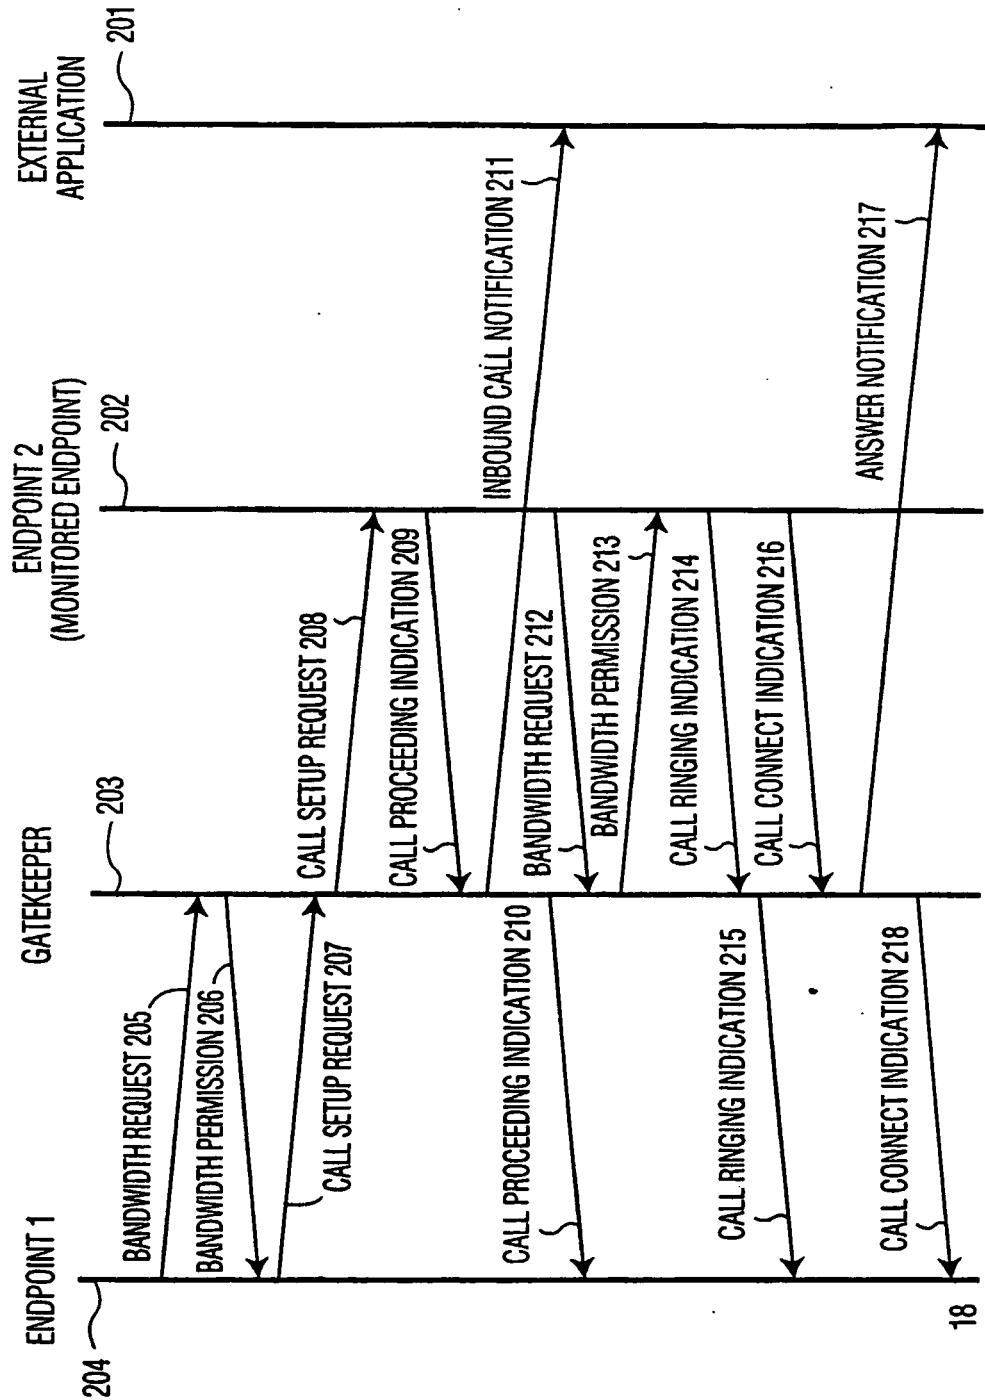 ENDPOINT 1
204
GATEKEEPER
203
ENDPOINT 2
(MONITORED ENDPOINT)
202
EXTERNAL
APPLICATION
201
BANDWIDTH REQUEST 205
BANDWIDTH PERMISSION 206
CALL SETUP REQUEST 207
CALL SETUP REQUEST 208
CALL PROCEEDING INDICATION 209
CALL PROCEEDING INDICATION 210
INBOUND CALL NOTIFICATION 211
BANDWIDTH REQUEST 212
BANDWIDTH PERMISSION 213
CALL RINGING INDICATION 214
CALL RINGING INDICATION 215
CALL CONNECT INDICATION 216
ANSWER NOTIFICATION 217
CALL CONNECT INDICATION 218
18